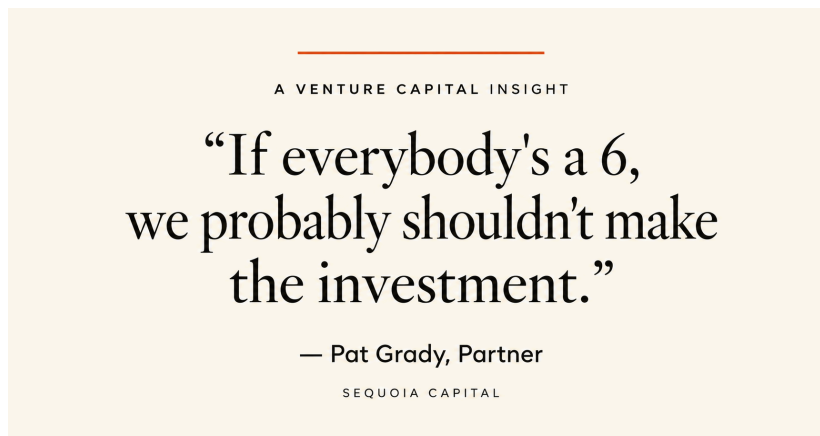 A VENTURE CAPITAL INSIGHT
“If everybody's a 6,
we probably shouldn't make
the investment.”
— Pat Grady, Partner
SEQUOIA CAPITAL